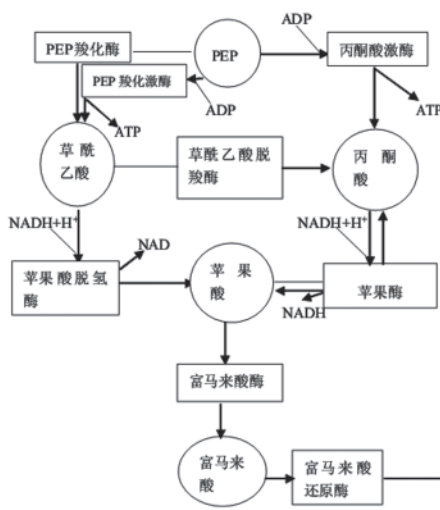 ADP
PEP羧化酶
PEP
丙酮酸激酶
PEP 羧化激酶
ADP
ATP
ATP
草 酰
乙酸
草 酰 乙 酸 脱
羧酶
丙 酮
酸
NADH+H⁺
NADH+H⁺
NAD
苹 果 酸 脱 氢
酶
苹 果
酸
苹果酶
NADH
富马来酸酶
富马来
酸
富 马 来 酸
还原酶